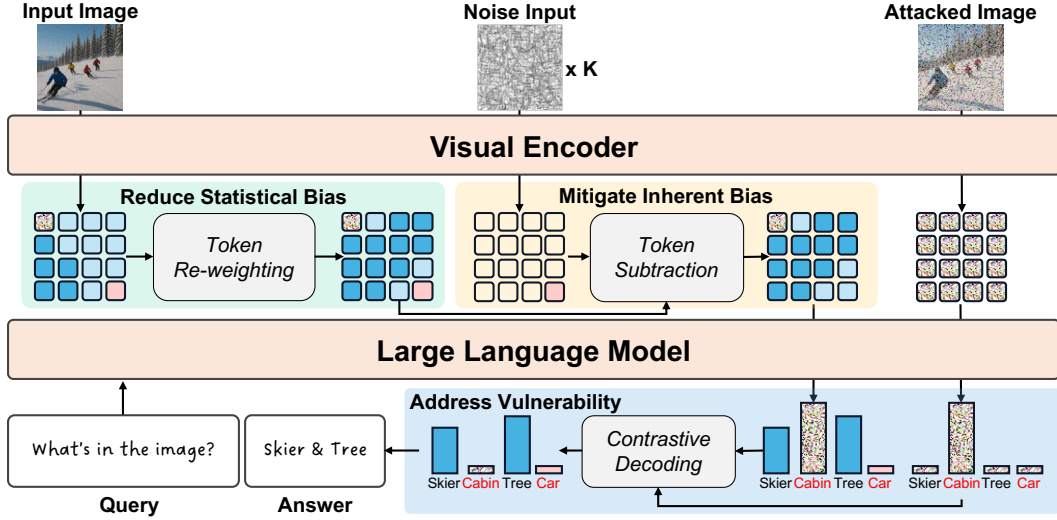 Input Image
Noise Input
Attacked Image
x K
Visual Encoder
Reduce Statistical Bias
Mitigate Inherent Bias
Token
Re-weighting
Token
Subtraction
Large Language Model
Address Vulnerability
What's in the image?
Skier & Tree
Contrastive
Decoding
Skier Cabin Tree Car
Skier Cabin Tree Car
Skier Cabin Tree Car
Query
Answer